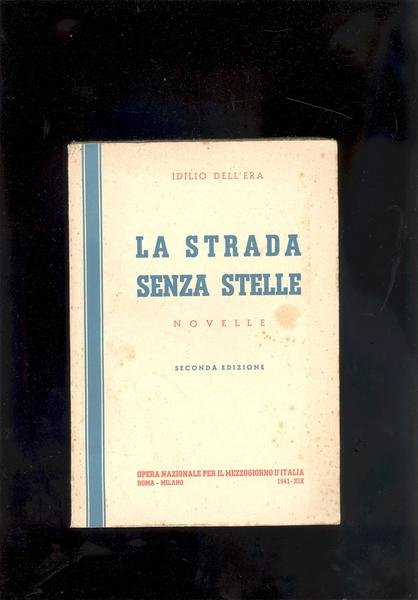 IDILIO DELL'ERA
LA STRADA
SENZA STELLE
NOVELLE
SECONDA EDIZIONE
OPERA NAZIONALE PER IL MEZZOGIORNO D'ITALIA
ROMA - MILANO 1941 - XIX